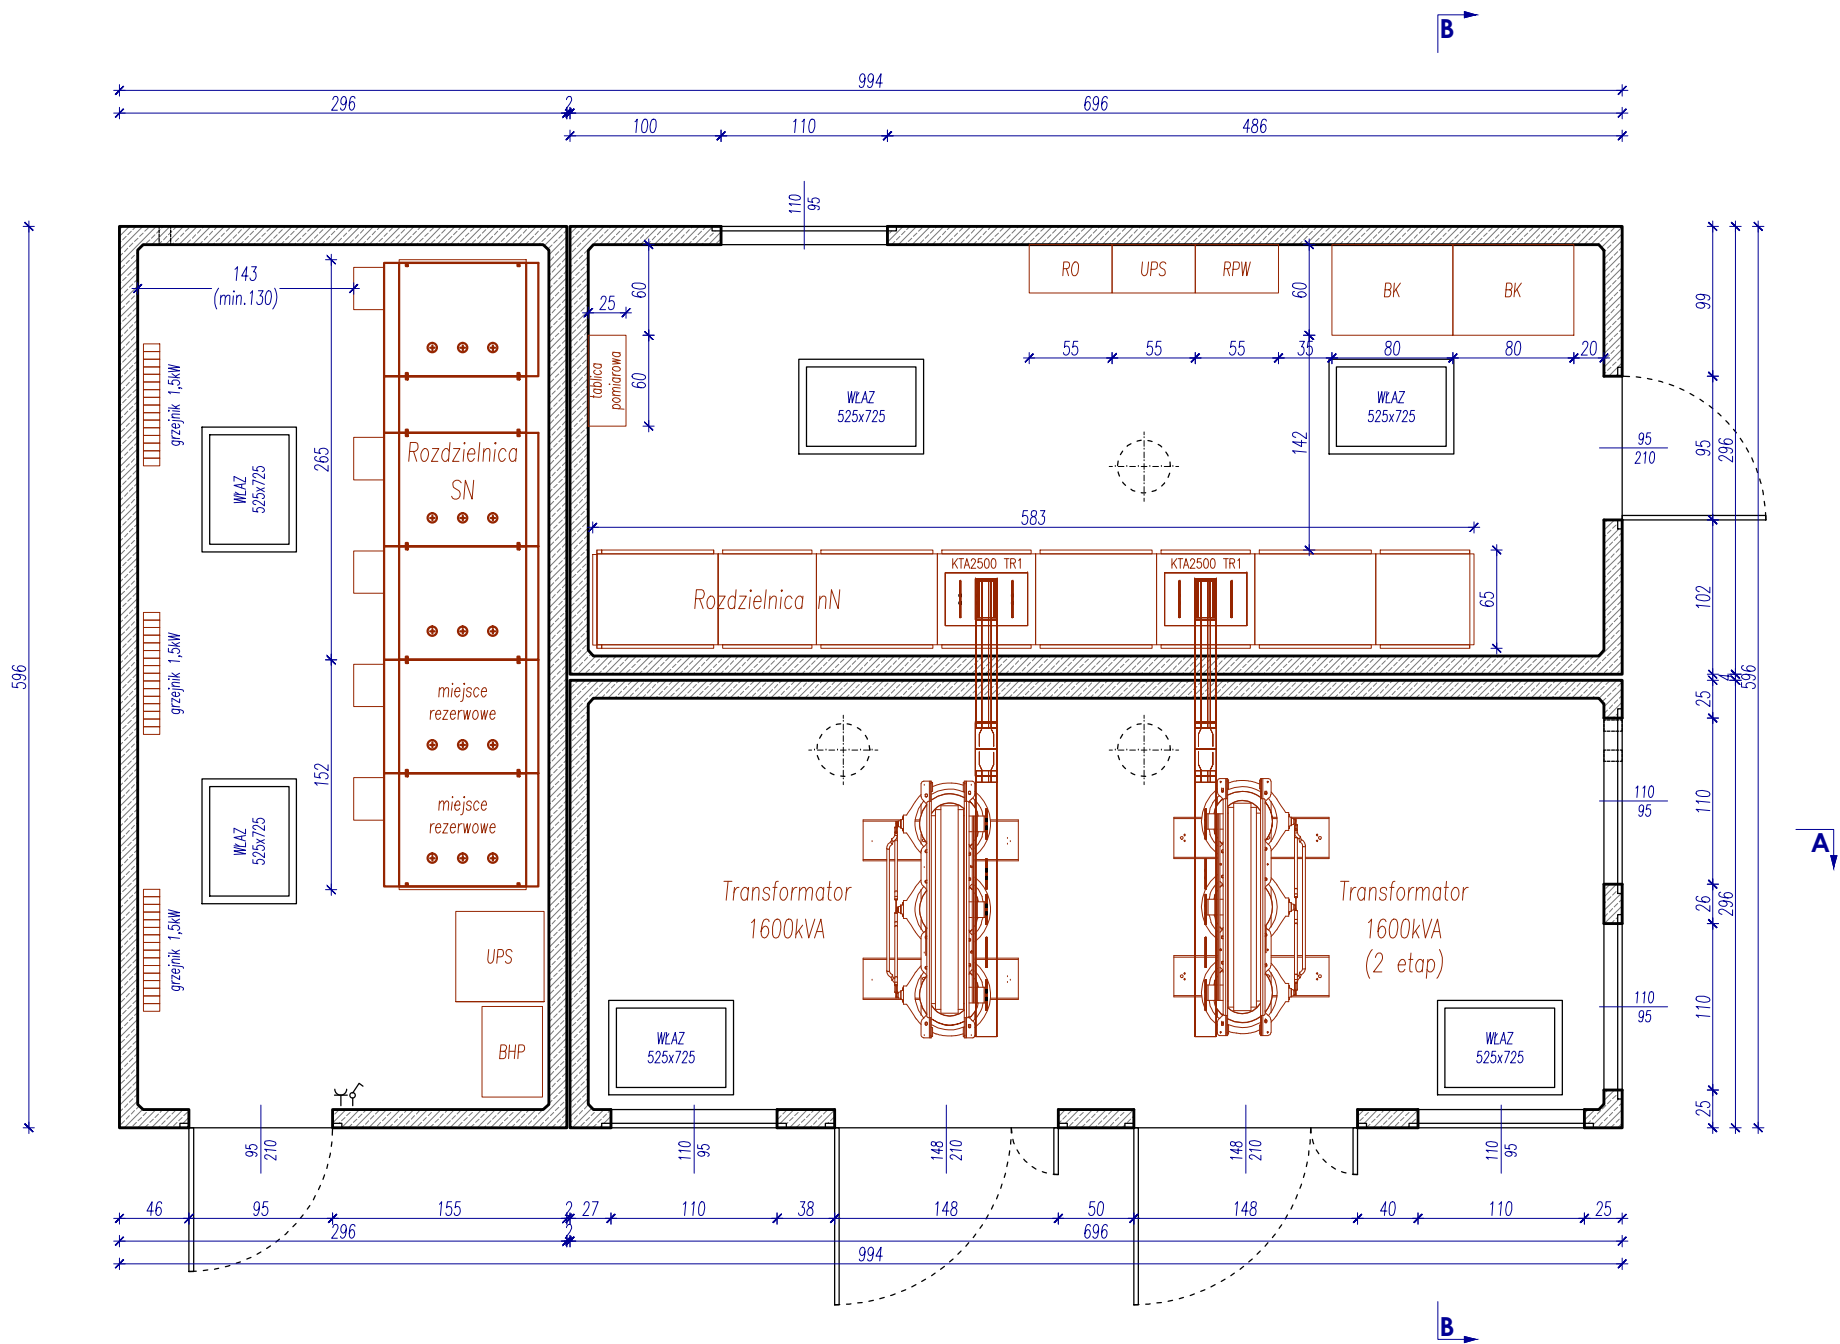 B
994
296
2
696
100
110
486
110
95
143
(min.130)
grzejnik 1,5kW
WŁAZ
525x725
265
Rozdzielnica
SN
grzejnik 1,5kW
miejsce
rezerwowe
152
miejsce
rezerwowe
WŁAZ
525x725
grzejnik 1,5kW
UPS
BHP
596
60
25
60
tablica
pomiarowa
WŁAZ
525x725
RO
UPS
RPW
60
BK
BK
55
55
55
35
80
80
20
WŁAZ
525x725
142
95
210
583
KTA2500 TR1
KTA2500 TR1
Rozdzielnica nN
65
99
95
296
102
4
596
25
110
26
296
110
25
110
95
110
95
A
Transformator
1600kVA
Transformator
1600kVA
(2 etap)
WŁAZ
525x725
WŁAZ
525x725
95
210
110
95
148
210
148
210
110
95
46
95
155
2
27
110
38
148
50
148
40
110
25
296
2
696
994
B